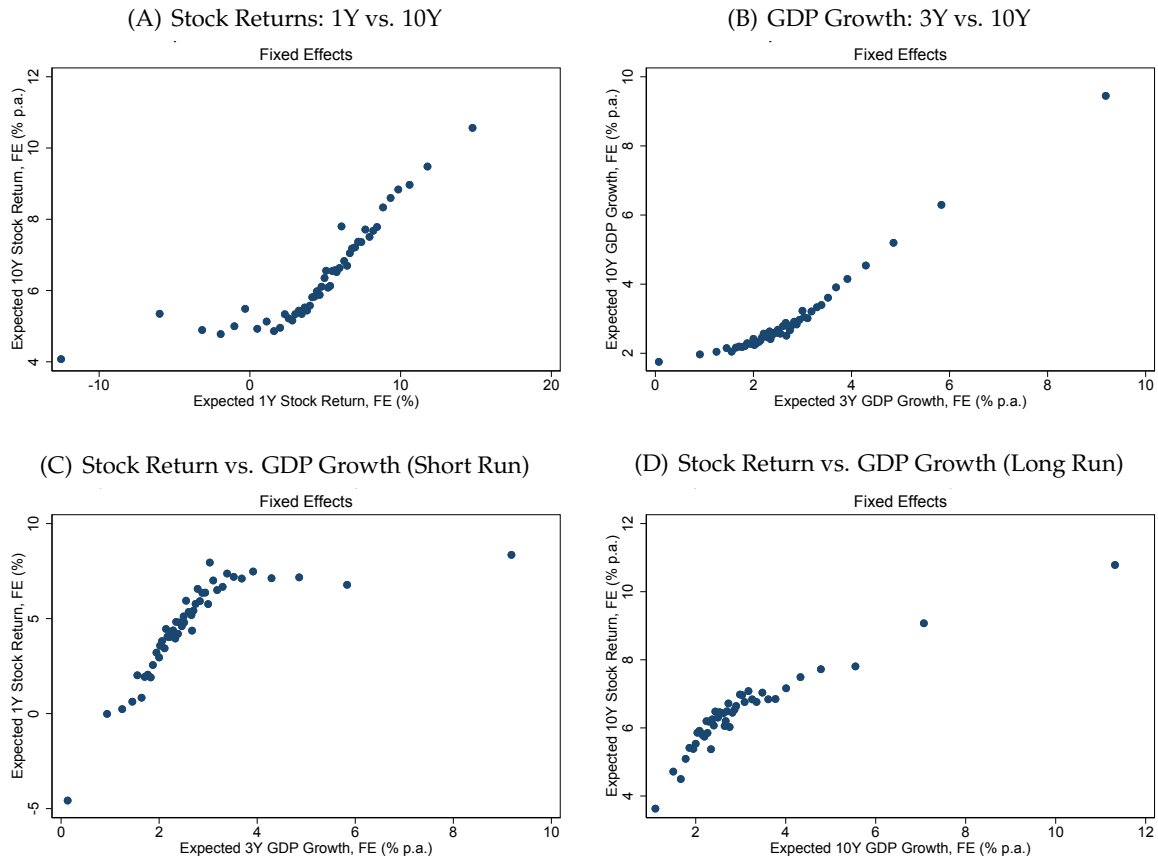 (A) Stock Returns: 1Y vs. 10Y
Fixed Effects
Expected 10Y Stock Return, FE (% p.a.)
12
10
8
6
4
-10
0
10
20
Expected 1Y Stock Return, FE (%)
(B) GDP Growth: 3Y vs. 10Y
Fixed Effects
Expected 10Y GDP Growth, FE (% p.a.)
10
8
6
4
2
0
2
4
6
8
10
Expected 3Y GDP Growth, FE (% p.a.)
(C) Stock Return vs. GDP Growth (Short Run)
Fixed Effects
Expected 1Y Stock Return, FE (%)
10
5
0
-5
0
2
4
6
8
10
Expected 3Y GDP Growth, FE (% p.a.)
(D) Stock Return vs. GDP Growth (Long Run)
Fixed Effects
Expected 10Y Stock Return, FE (% p.a.)
12
10
8
6
4
2
4
6
8
10
12
Expected 10Y GDP Growth, FE (% p.a.)